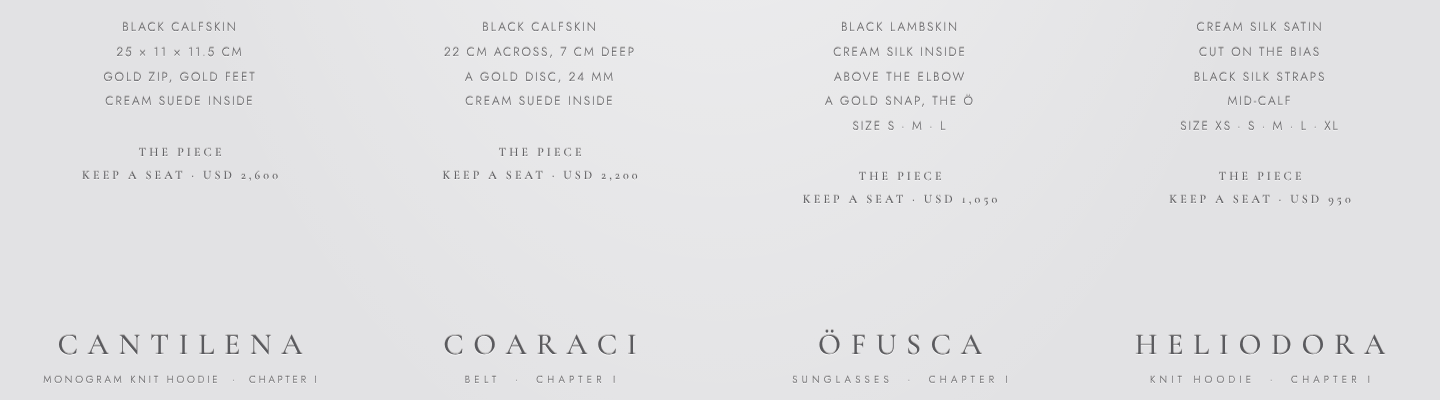 BLACK CALFSKIN
25 × 11 × 11.5 CM
GOLD ZIP, GOLD FEET
CREAM SUEDE INSIDE
THE PIECE
KEEP A SEAT · USD 2,600
BLACK CALFSKIN
22 CM ACROSS, 7 CM DEEP
A GOLD DISC, 24 MM
CREAM SUEDE INSIDE
THE PIECE
KEEP A SEAT · USD 2,200
BLACK LAMBSKIN
CREAM SILK INSIDE
ABOVE THE ELBOW
A GOLD SNAP, THE Ö
SIZE S · M · L
THE PIECE
KEEP A SEAT · USD 1,050
CREAM SILK SATIN
CUT ON THE BIAS
BLACK SILK STRAPS
MID-CALF
SIZE XS · S · M · L · XL
THE PIECE
KEEP A SEAT · USD 950
CANTILENA
MONOGRAM KNIT HOODIE · CHAPTER I
COARACI
BELT · CHAPTER I
ÖFUSCA
SUNGLASSES · CHAPTER I
HELIODORA
KNIT HOODIE · CHAPTER I